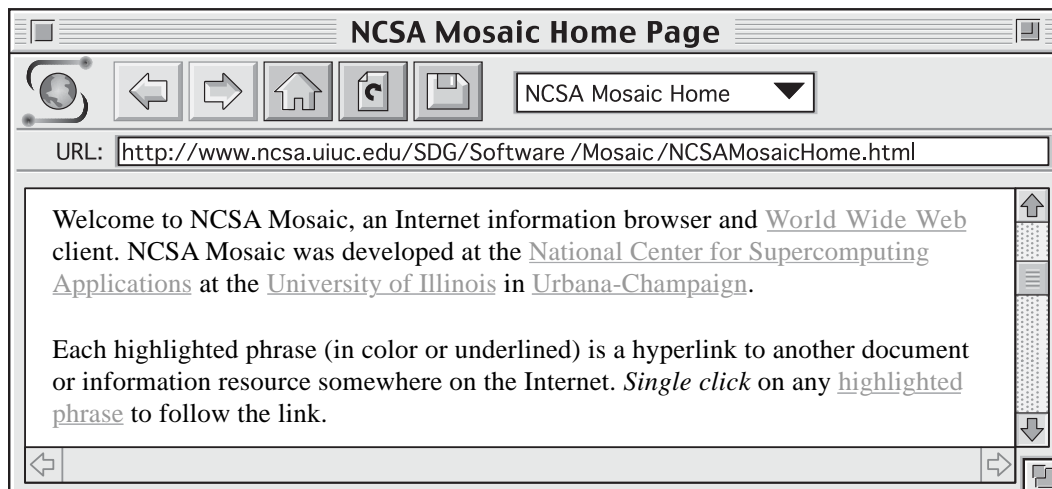 NCSA Mosaic Home Page
NCSA Mosaic Home
URL: http://www.ncsa.uiuc.edu/SDG/Software /Mosaic/NCSAMosaicHome.html
Welcome to NCSA Mosaic, an Internet information browser and World Wide Web
client. NCSA Mosaic was developed at the National Center for Supercomputing
Applications at the University of Illinois in Urbana-Champaign.
Each highlighted phrase (in color or underlined) is a hyperlink to another document
or information resource somewhere on the Internet. Single click on any highlighted
phrase to follow the link.